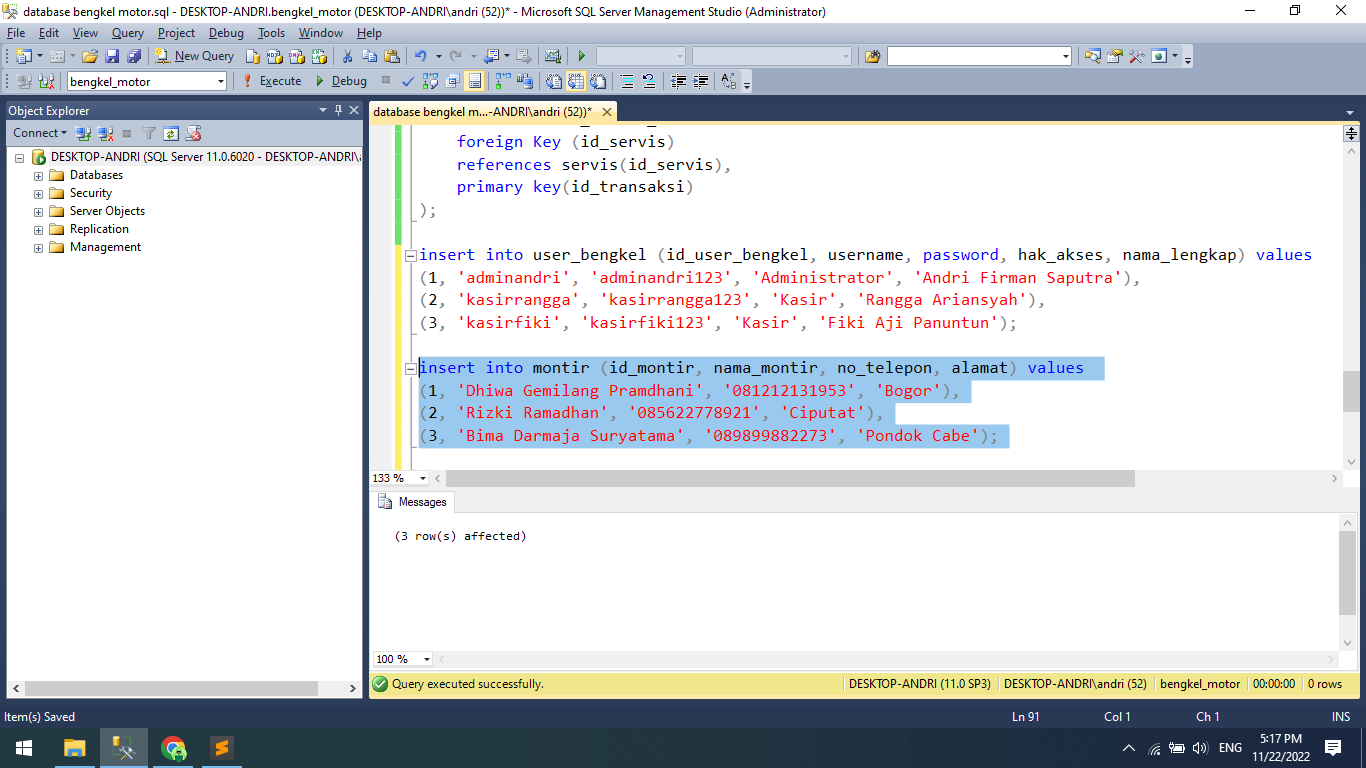 database bengkel motor.sql - DESKTOP-ANDRI.bengkel_motor (DESKTOP-ANDRI\andri (52))* - Microsoft SQL Server Management Studio (Administrator)
File Edit View Query Project Debug Tools Window Help
New Query
bengkel_motor Execute Debug
Object Explorer
Connect
DESKTOP-ANDRI (SQL Server 11.0.6020 - DESKTOP-ANDRI\
Databases
Security
Server Objects
Replication
Management
database bengkel m...-ANDRI\andri (52))*
foreign Key (id_servis)
references servis(id_servis),
primary key(id_transaksi)
);
insert into user_bengkel (id_user_bengkel, username, password, hak_akses, nama_lengkap) values
(1, 'adminandri', 'adminandri123', 'Administrator', 'Andri Firman Saputra'),
(2, 'kasirrangga', 'kasirrangga123', 'Kasir', 'Rangga Ariansyah'),
(3, 'kasirfiki', 'kasirfiki123', 'Kasir', 'Fiki Aji Panuntun');
insert into montir (id_montir, nama_montir, no_telepon, alamat) values
(1, 'Dhiwa Gemilang Pramdhani', '081212131953', 'Bogor'),
(2, 'Rizki Ramadhan', '085622778921', 'Ciputat'),
(3, 'Bima Darmaja Suryatama', '089899882273', 'Pondok Cabe');
133 %
Messages
(3 row(s) affected)
100 %
Query executed successfully. DESKTOP-ANDRI (11.0 SP3) DESKTOP-ANDRI\andri (52) bengkel_motor 00:00:00 0 rows
Item(s) Saved Ln 91 Col 1 Ch 1 INS
ENG 5:17 PM
11/22/2022